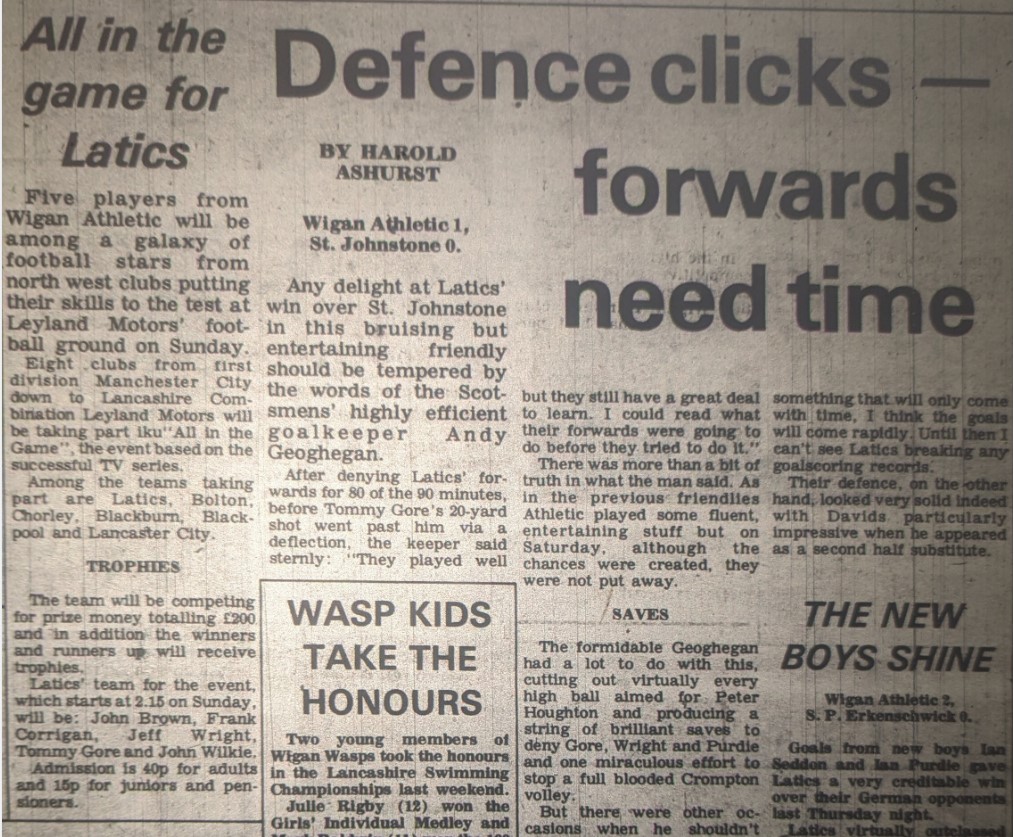 All in the
game for
Latics
Five players from
Wigan Athletic will be
among a galaxy of
football stars from
north west clubs putting
their skills to the test at
Leyland Motors' foot-
ball ground on Sunday.
Eight clubs from first
division Manchester City
down to Lancashire Com-
bination Leyland Motors will
be taking part iku"All in the
Game", the event based on the
successful TV series.
Among the teams taking
part are Latics, Bolton,
Chorley, Blackburn, Black-
pool and Lancaster City.
TROPHIES
The team will be competing
for prize money totalling £200
and in addition the winners
and runners up will receive
trophies.
Latics' team for the event,
which starts at 2.15 on Sunday,
will be: John Brown, Frank
Corrigan, Jeff Wright,
Tommy Gore and John Wilkie.
Admission is 40p for adults
and 15p for juniors and pen-
sioners.
Defence clicks —
forwards
need time
BY HAROLD
ASHURST
Wigan Athletic 1,
St. Johnstone 0.
Any delight at Latics'
win over St. Johnstone
in this bruising but
entertaining friendly
should be tempered by
the words of the Scot-
smens' highly efficient
goalkeeper Andy
Geoghegan.
After denying Latics' for-
wards for 80 of the 90 minutes,
before Tommy Gore's 20-yard
shot went past him via a
deflection, the keeper said
sternly: "They played well
but they still have a great deal
to learn. I could read what
their forwards were going to
do before they tried to do it."
There was more than a bit of
truth in what the man said. As
in the previous friendlies
Athletic played some fluent,
entertaining stuff but on
Saturday, although the
chances were created, they
were not put away.
SAVES
The formidable Geoghegan
had a lot to do with this,
cutting out virtually every
high ball aimed for Peter
Houghton and producing a
string of brilliant saves to
deny Gore, Wright and Purdie
and one miraculous effort to
stop a full blooded Crompton
volley.
But there were other oc-
casions when he shouldn't
something that will only come
with time. I think the goals
will come rapidly. Until then I
can't see Latics breaking any
goalscoring records.
Their defence, on the other
hand, looked very solid indeed
with Davids particularly
impressive when he appeared
as a second half substitute.
WASP KIDS
TAKE THE
HONOURS
Two young members of
Wigan Wasps took the honours
in the Lancashire Swimming
Championships last weekend.
Julie Rigby (12) won the
Girls' Individual Medley and
THE NEW
BOYS SHINE
Wigan Athletic 2,
S. P. Erkenschwick 0.
Goals from new boys Ian
Seddon and Ian Purdie gave
Latics a very creditable win
over their German opponents
last Thursday night.
Latics virtually